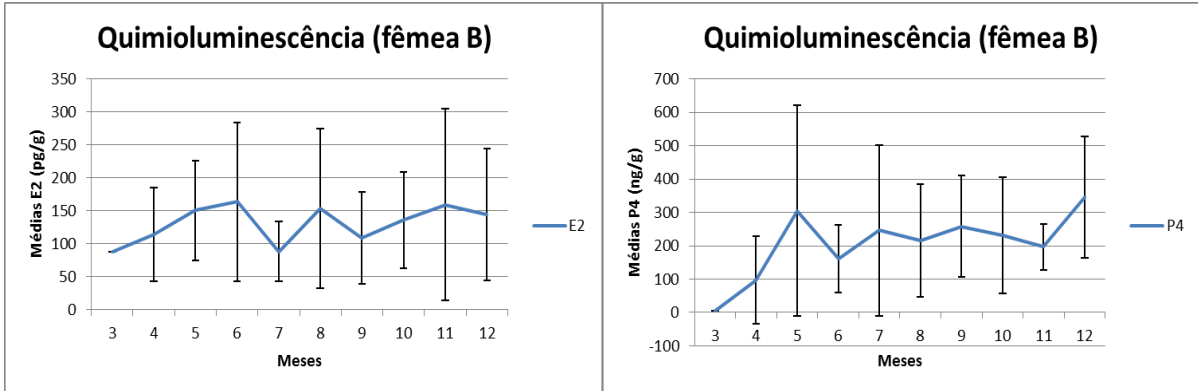 Quimioluminescência (fêmea B)
Médias E2 (pg/g)
350
300
250
200
150
100
50
0
3 4 5 6 7 8 9 10 11 12
Meses
E2
Quimioluminescência (fêmea B)
Médias P4 (ng/g)
700
600
500
400
300
200
100
0
-100
3 4 5 6 7 8 9 10 11 12
Meses
P4